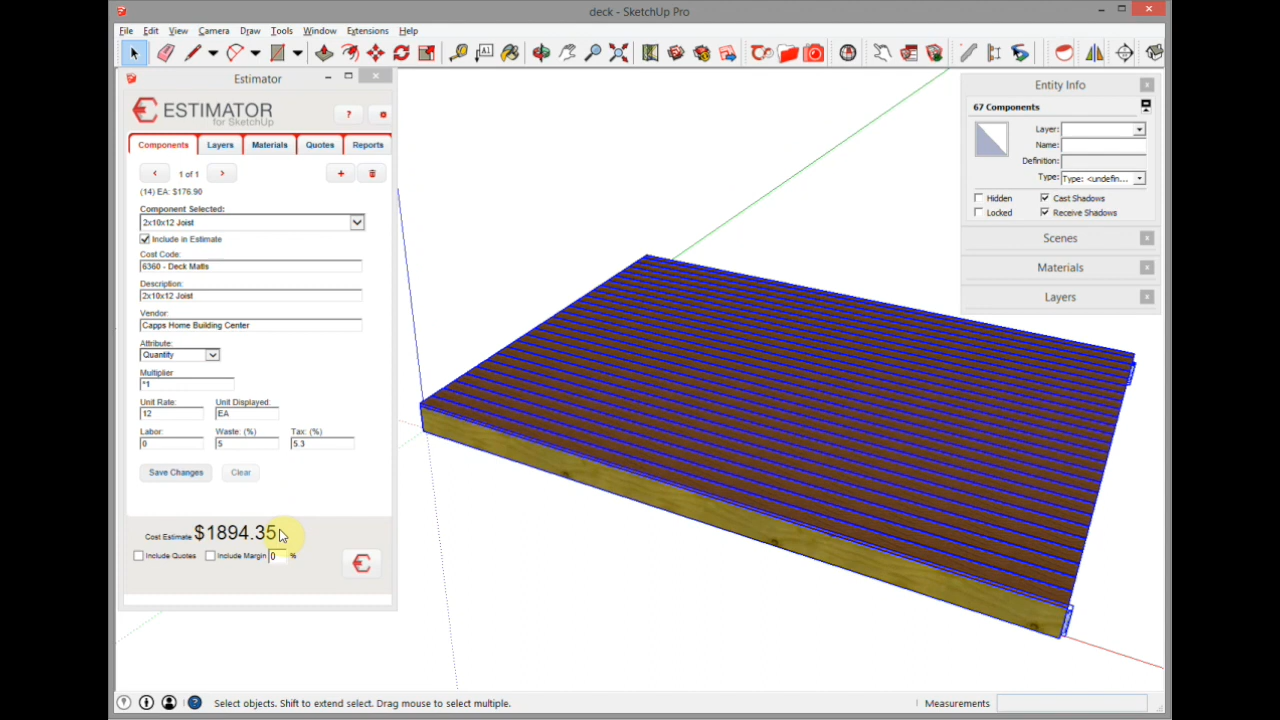 deck - SketchUp Pro
File Edit View Camera Draw Tools Window Extensions Help
A1
Estimator
ESTIMATOR
for SketchUp
?
Components Layers Materials Quotes Reports
< 1 of 1 > +
(14) EA: $176.90
Component Selected:
2x10x12 Joist
Include in Estimate
Cost Code:
6360 - Deck Matls
Description:
2x10x12 Joist
Vendor:
Capps Home Building Center
Attribute:
Quantity
Multiplier
*1
Unit Rate: Unit Displayed:
12 EA
Labor: Waste: (%) Tax: (%)
0 5 5.3
Save Changes Clear
Cost Estimate $1894.35
Include Quotes Include Margin 0 %
Entity Info
67 Components
Layer:
Name:
Definition:
Type: Type: <undefin...
Hidden Cast Shadows
Locked Receive Shadows
Scenes
Materials
Layers
Select objects. Shift to extend select. Drag mouse to select multiple.
Measurements